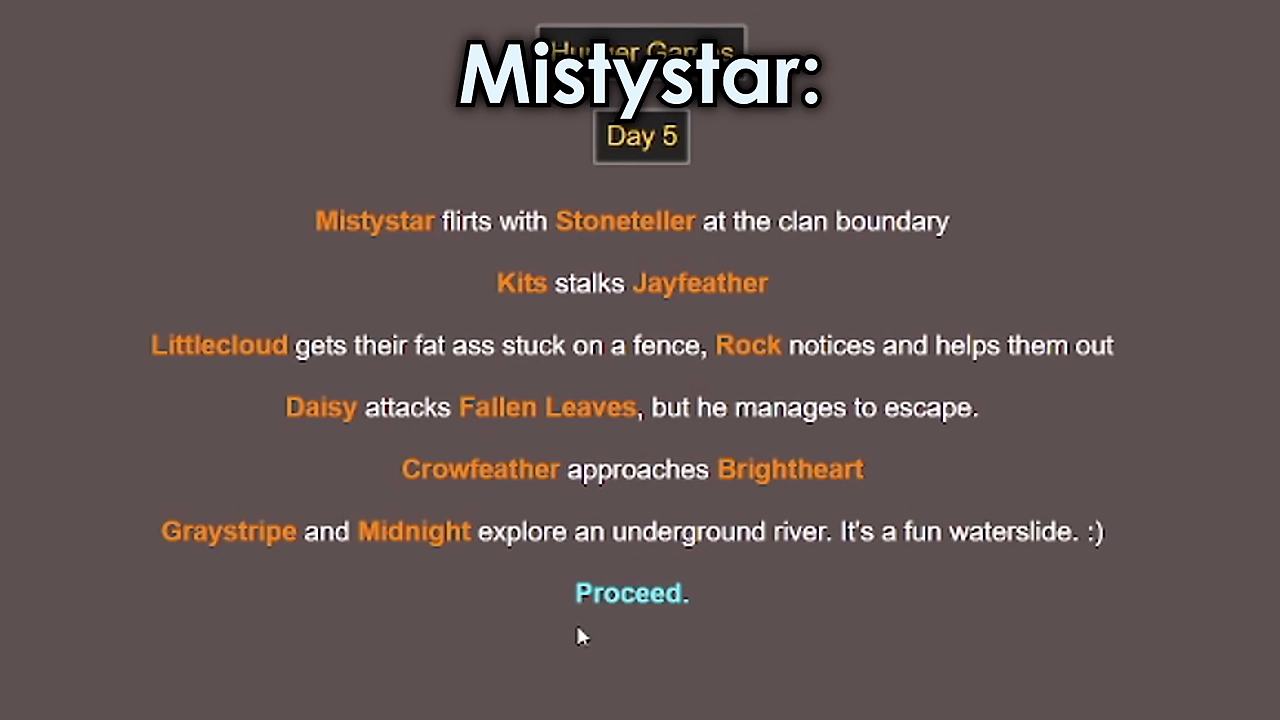 Hunger Games
Mistystar:
Day 5
Mistystar flirts with Stoneteller at the clan boundary
Kits stalks Jayfeather
Littlecloud gets their fat ass stuck on a fence, Rock notices and helps them out
Daisy attacks Fallen Leaves, but he manages to escape.
Crowfeather approaches Brightheart
Graystripe and Midnight explore an underground river. It's a fun waterslide. :)
Proceed.